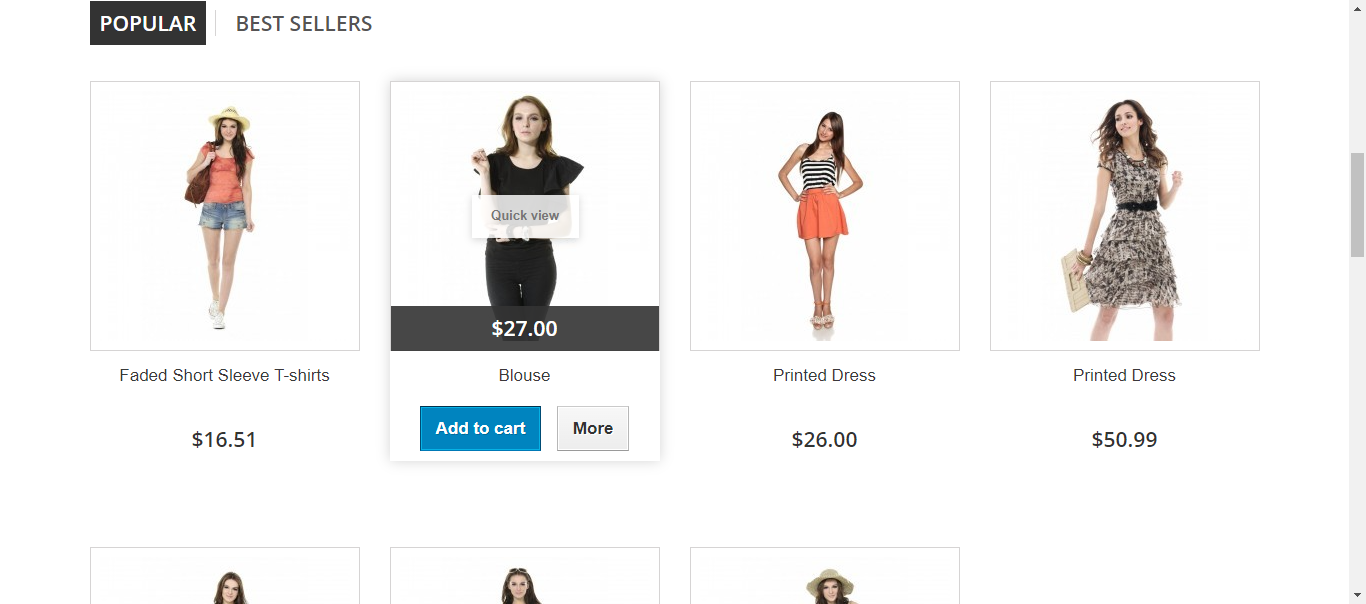 POPULAR
BEST SELLERS
Quick view
$27.00
Faded Short Sleeve T-shirts
Blouse
Printed Dress
Printed Dress
Add to cart
More
$16.51
$26.00
$50.99